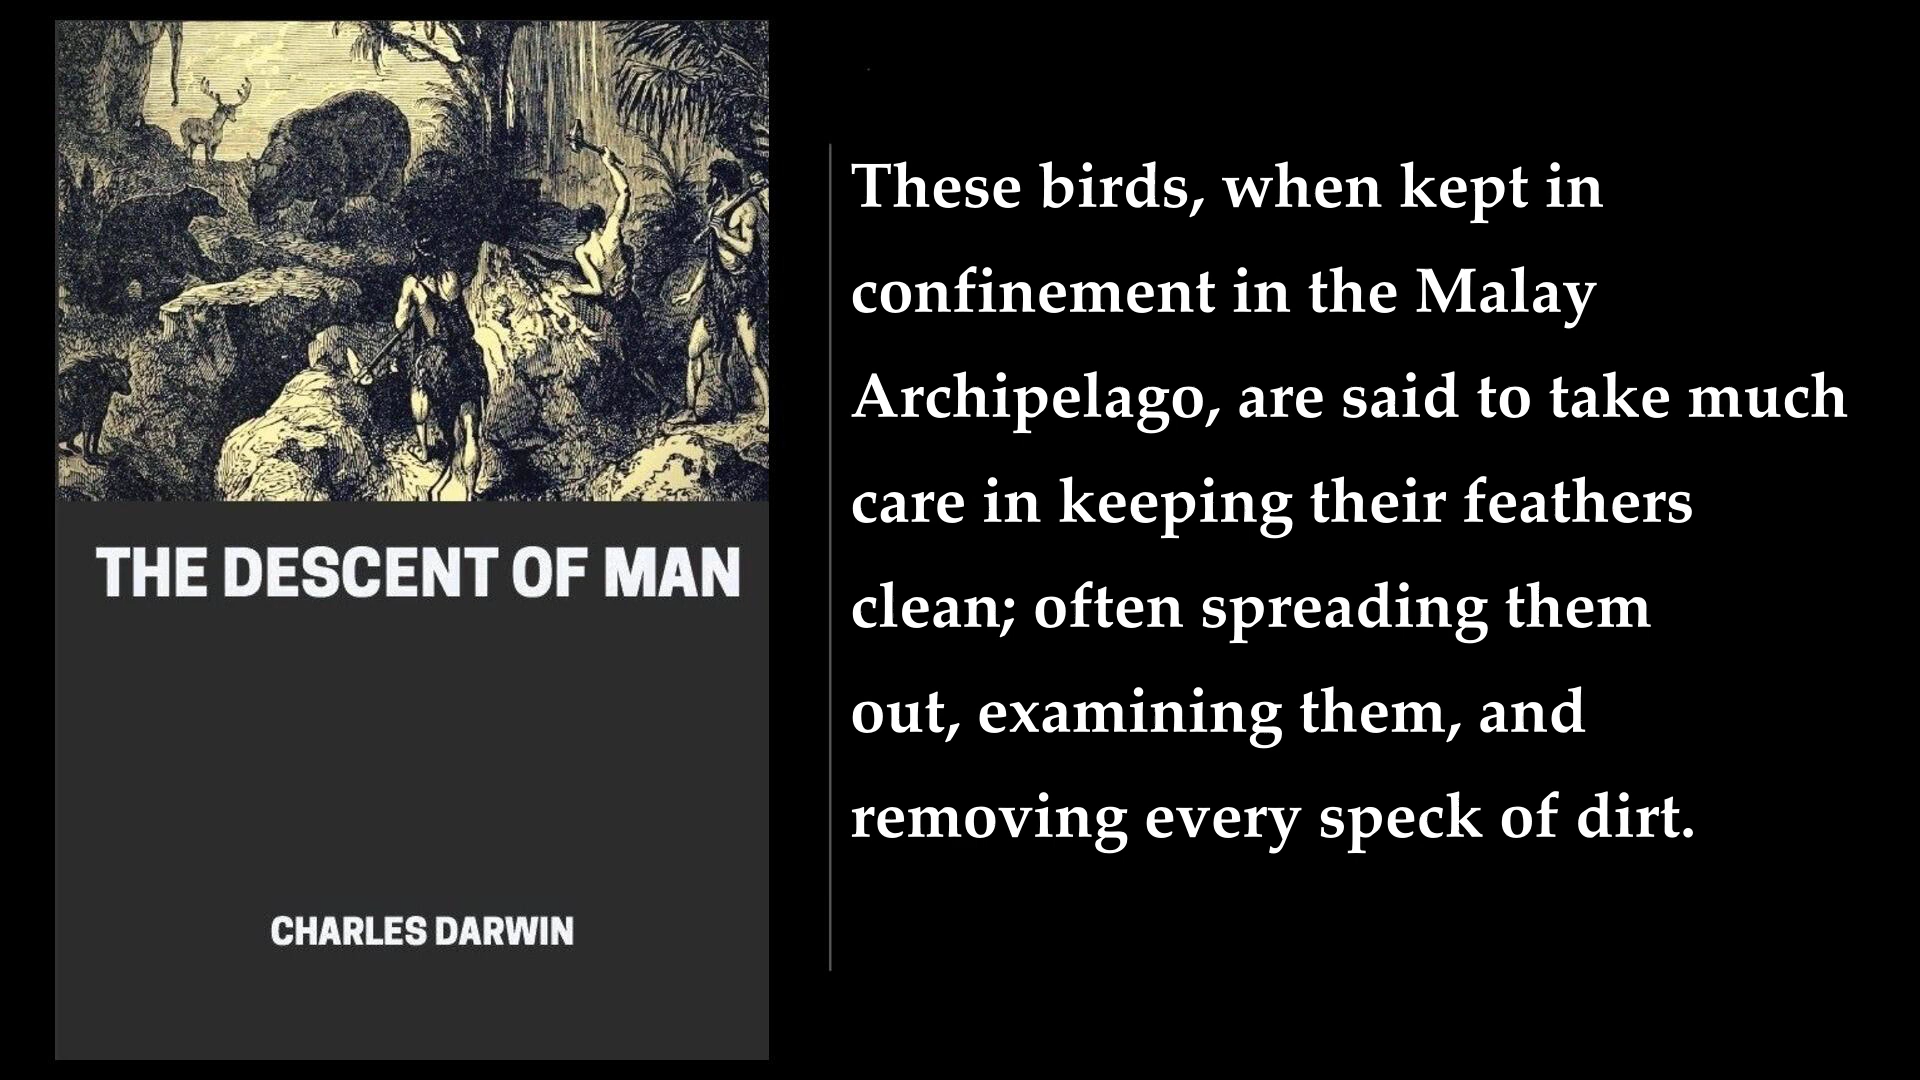 THE DESCENT OF MAN
CHARLES DARWIN
These birds, when kept in
confinement in the Malay
Archipelago, are said to take much
care in keeping their feathers
clean; often spreading them
out, examining them, and
removing every speck of dirt.